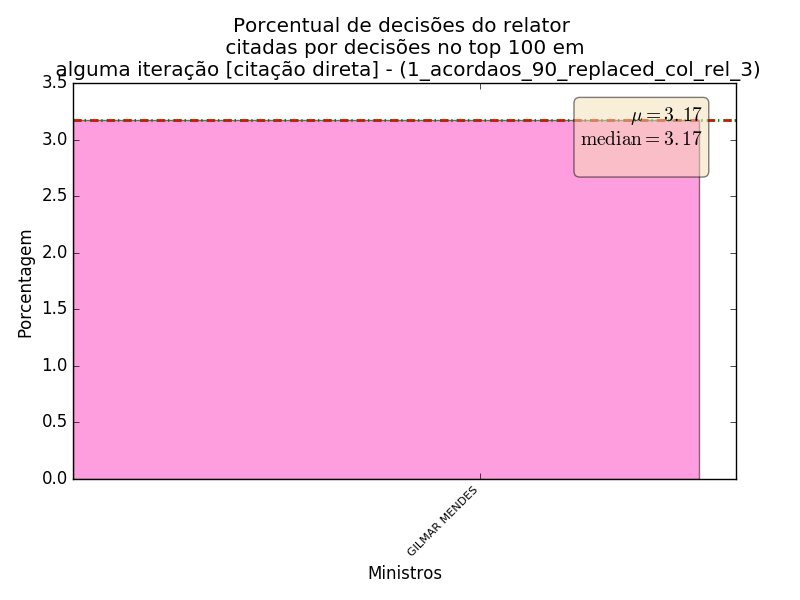 Porcentual de decisões do relator
citadas por decisões no top 100 em
alguma iteração [citação direta] - (1_acordaos_90_replaced_col_rel_3)
3.5
3.0
2.5
2.0
1.5
1.0
0.5
0.0
Porcentagem
μ = 3.17
median = 3.17
GILMAR MENDES
Ministros